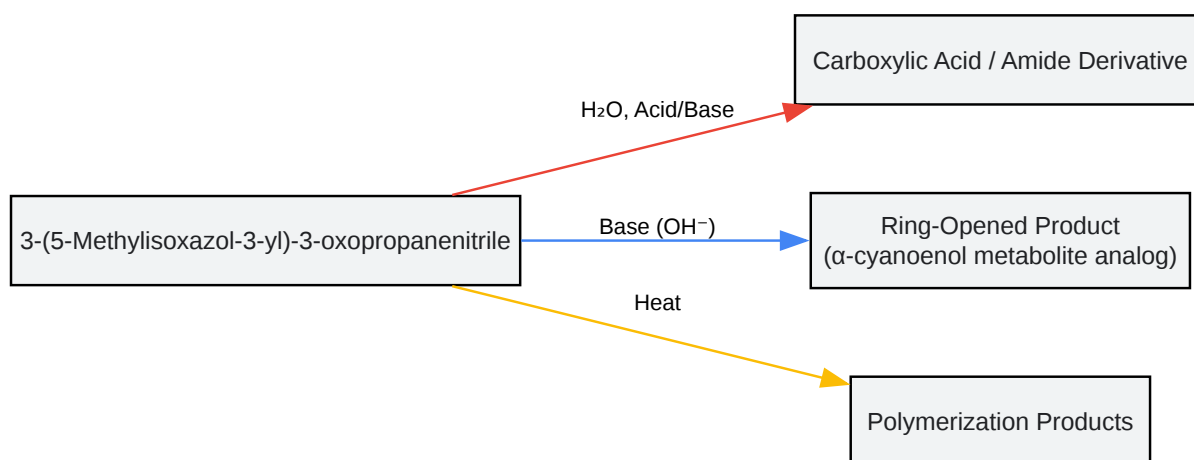 Carboxylic Acid / Amide Derivative
H₂O, Acid/Base
3-(5-Methylisoxazol-3-yl)-3-oxopropanenitrile
Base (OH⁻)
Ring-Opened Product
(α-cyanoenol metabolite analog)
Heat
Polymerization Products